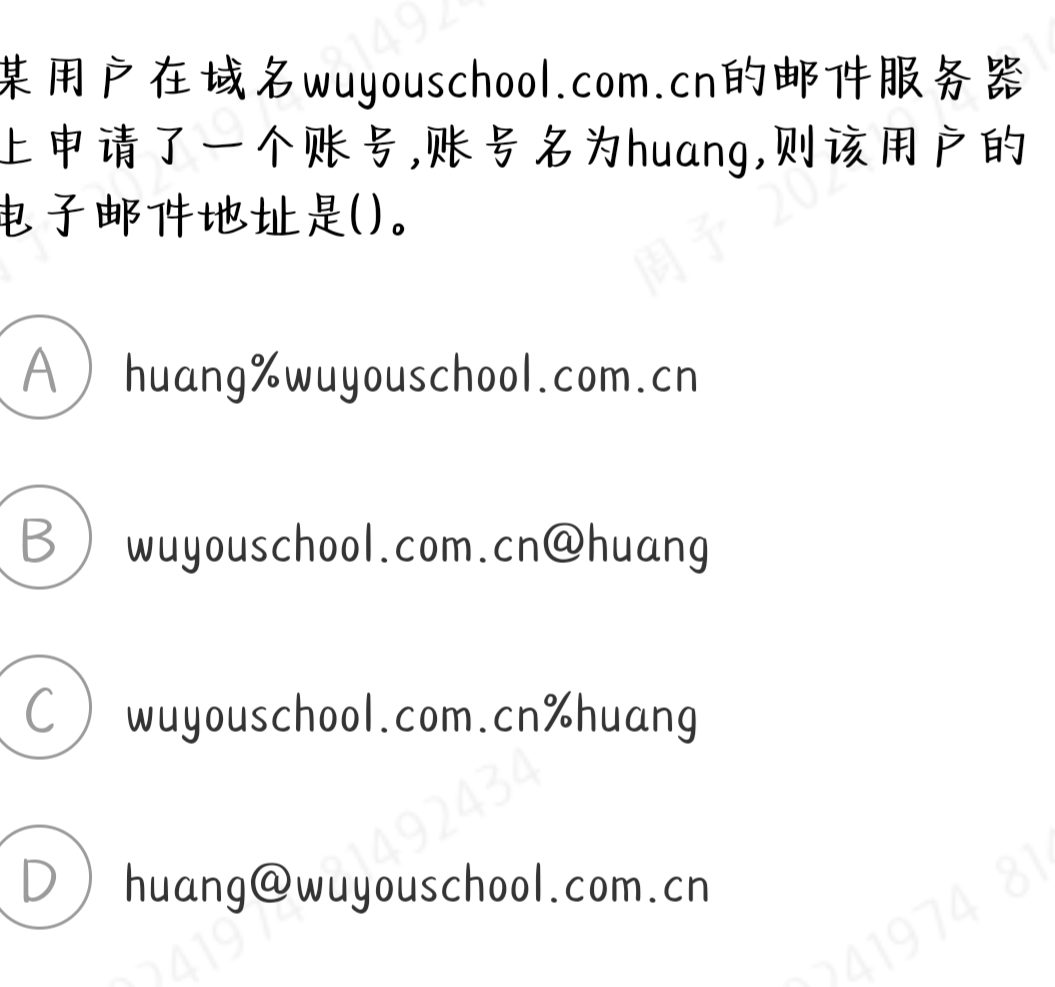 某用户在域名wuyouschool.com.cn的邮件服务器
上申请了一个账号,账号名为huang,则该用户的
电子邮件地址是()。
A huang%wuyouschool.com.cn
B wuyouschool.com.cn@huang
C wuyouschool.com.cn%huang
D huang@wuyouschool.com.cn